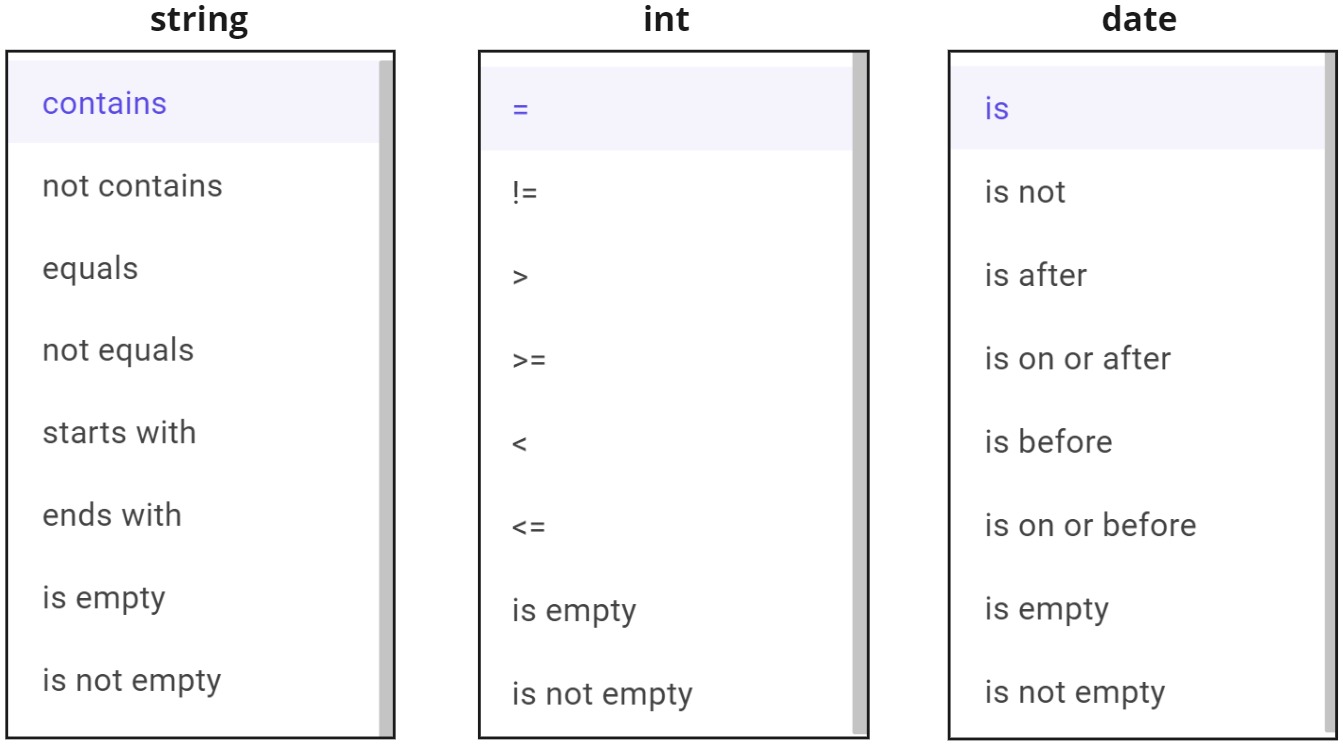 string
contains
not contains
equals
not equals
starts with
ends with
is empty
is not empty
int
=
!=
>
>=
<
<=
is empty
is not empty
date
is
is not
is after
is on or after
is before
is on or before
is empty
is not empty